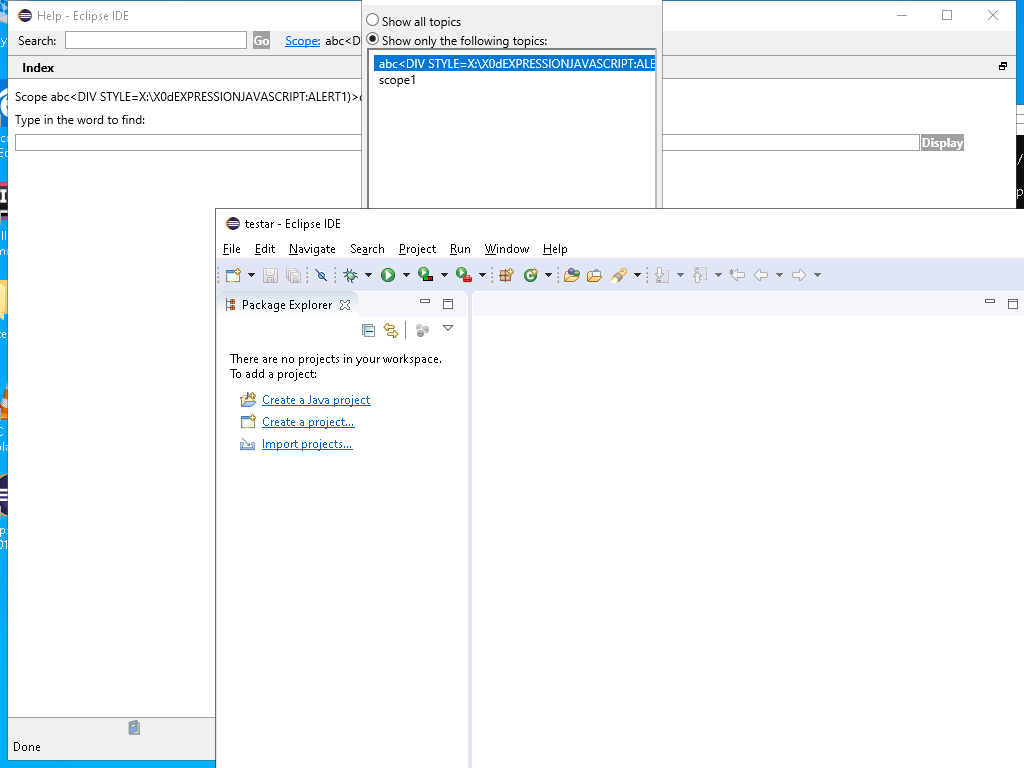 Help - Eclipse IDE
Search:
Go
Scope: abc<D
Show all topics
Show only the following topics:
abc<DIV STYLE=X:\X0dEXPRESSIONJAVASCRIPT:ALE
scope1
Index
Scope abc<DIV STYLE=X:\X0dEXPRESSIONJAVASCRIPT:ALERT1)>
Type in the word to find:
Display
testar - Eclipse IDE
File Edit Navigate Search Project Run Window Help
Package Explorer
There are no projects in your workspace.
To add a project:
Create a Java project
Create a project...
Import projects...
Done